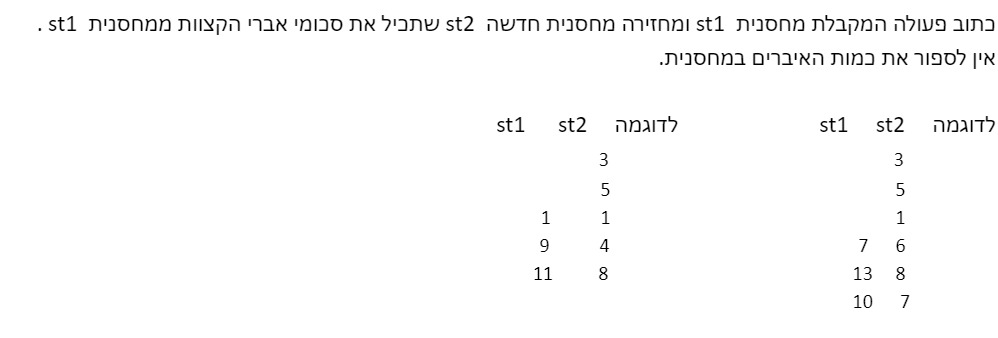 כתוב פעולה המקבלת מחסנית st1 ומחזירה מחסנית חדשה st2 שתכיל את סכומי אברי הקצוות ממחסנית st1 .
אין לספור את כמות האיברים במחסנית.
לדוגמה st2 st1 לדוגמה st2 st1
3 3
5 5
1 1 1
6 7 4 9
8 13 8 11
7 10